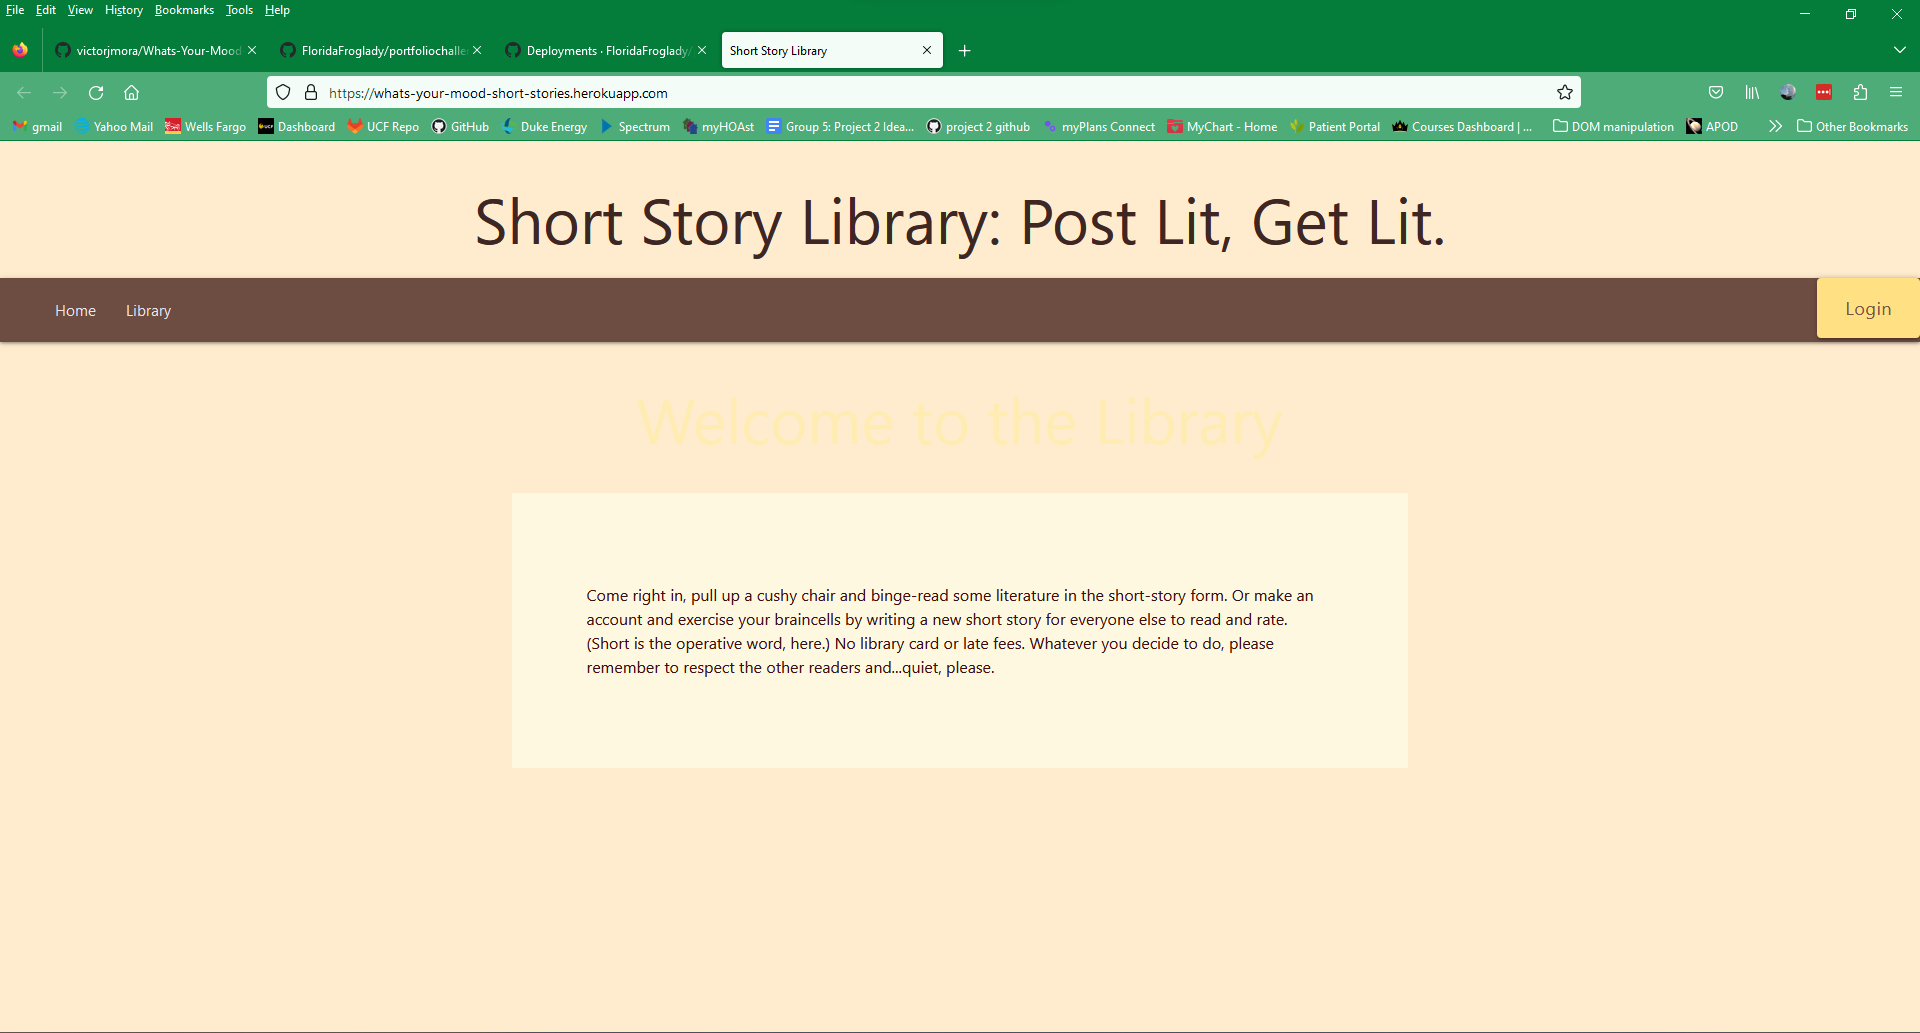 File Edit View History Bookmarks Tools Help
victorjmora/Whats-Your-Mood FloridaFroglady/portfoliochalle Deployments · FloridaFroglady/ Short Story Library
https://whats-your-mood-short-stories.herokuapp.com
gmail Yahoo Mail Wells Fargo Dashboard UCF Repo GitHub Duke Energy Spectrum myHOAst Group 5: Project 2 Idea... project 2 github myPlans Connect MyChart - Home Patient Portal Courses Dashboard | ... DOM manipulation APOD Other Bookmarks
Short Story Library: Post Lit, Get Lit.
Home Library Login
Welcome to the Library
Come right in, pull up a cushy chair and binge-read some literature in the short-story form. Or make an
account and exercise your braincells by writing a new short story for everyone else to read and rate.
(Short is the operative word, here.) No library card or late fees. Whatever you decide to do, please
remember to respect the other readers and...quiet, please.